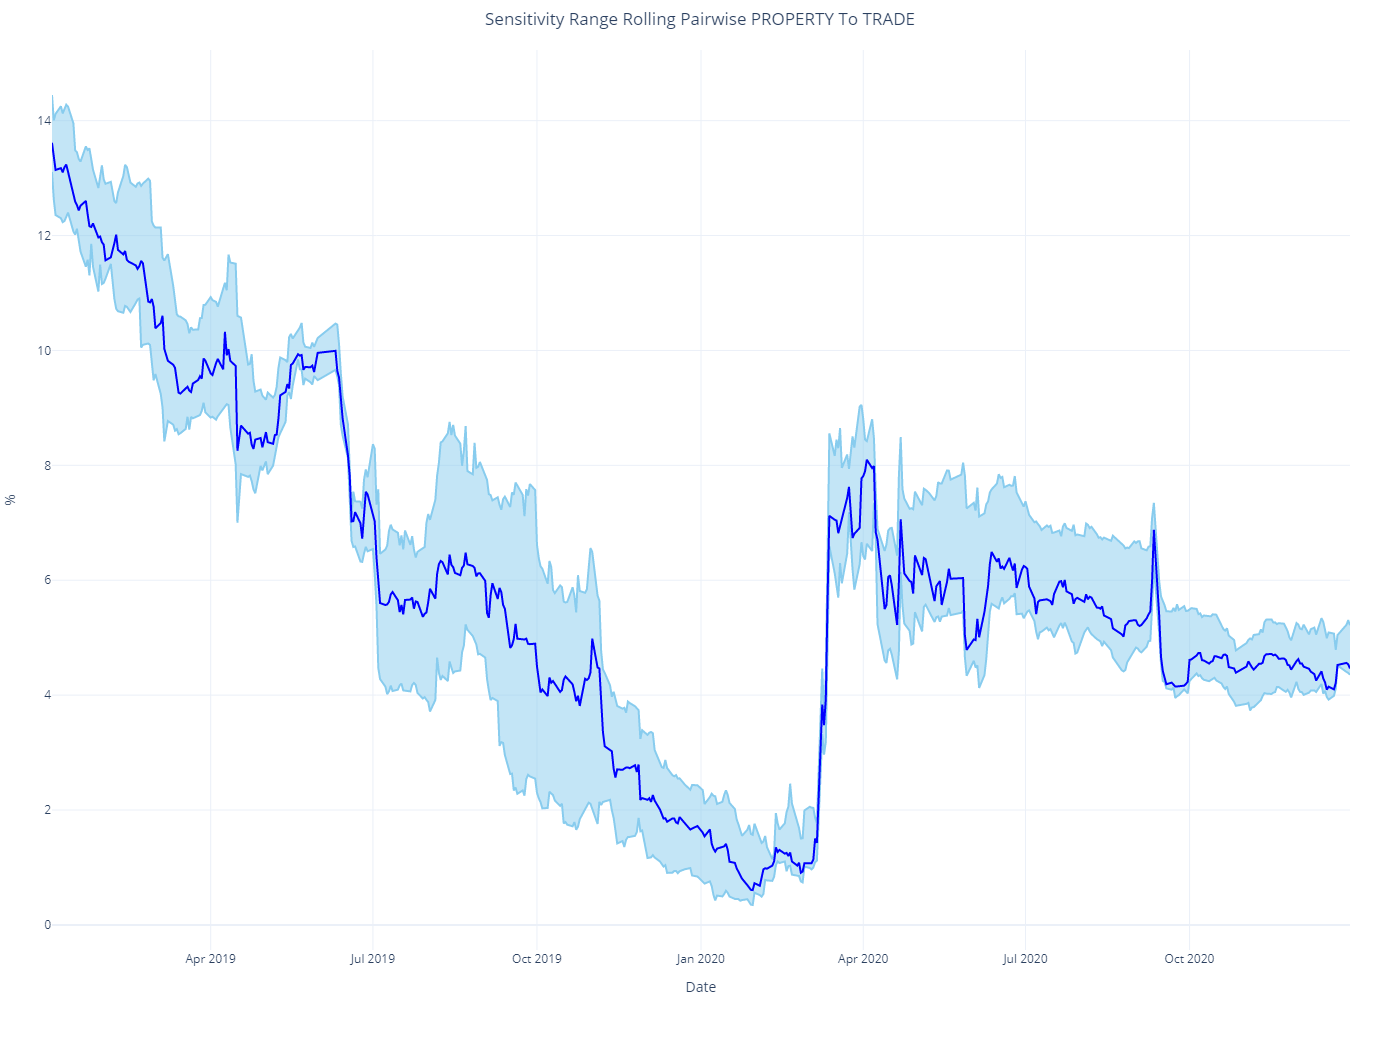 Sensitivity Range Rolling Pairwise PROPERTY To TRADE
14
12
10
8
6
4
2
0
%
Apr 2019
Jul 2019
Oct 2019
Jan 2020
Apr 2020
Jul 2020
Oct 2020
Date